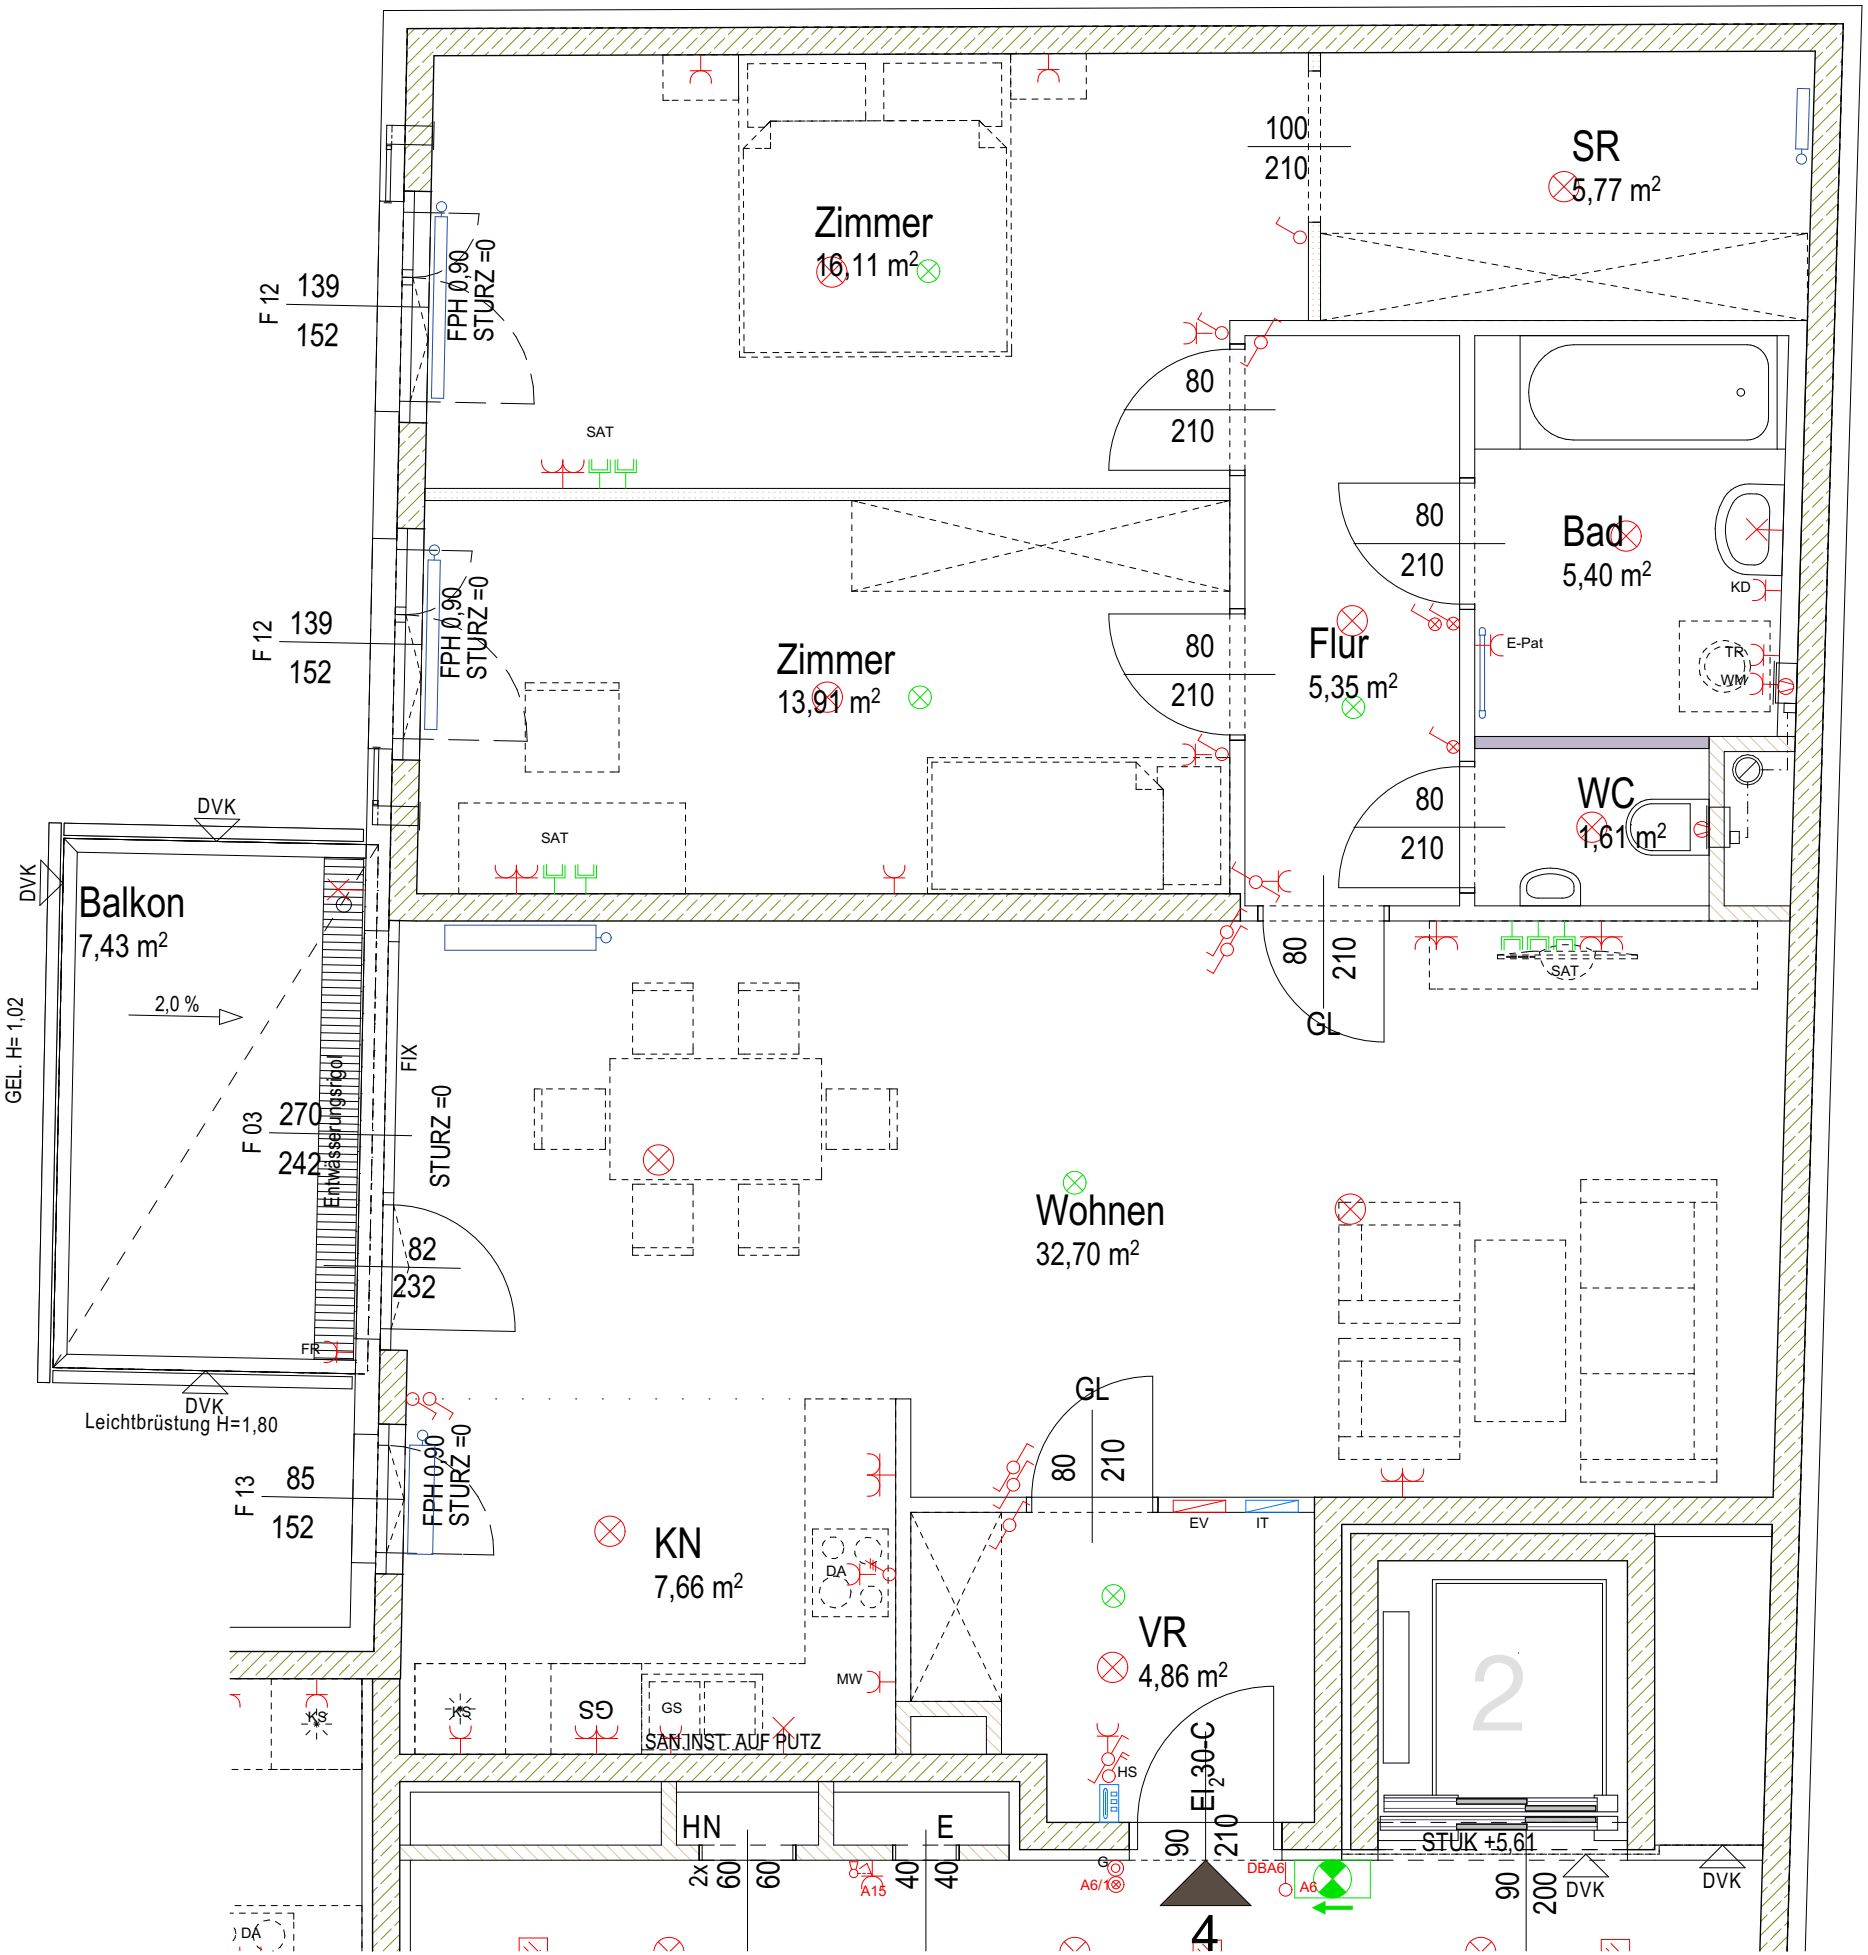 100
210
SR
5,77 m²
Zimmer
16,11 m²
F 12
139
152
FPH 0,90
STURZ =0
80
210
SAT
80
210
Bad
5,40 m²
KD
F 12
139
152
FPH 0,90
STURZ =0
Zimmer
13,91 m²
80
210
Flur
5,35 m²
E-Pat
TR
WM
WC
1,61 m²
80
210
SAT
DVK
DVK
Balkon
7,43 m²
2,0 %
GEL. H= 1,02
Entwässerungsrigol
FIX
STURZ =0
F 03
270
242
82
232
FR
DVK
Leichtbrüstung H=1,80
80
210
GL
SAT
Wohnen
32,70 m²
GL
80
210
EV
IT
F 13
85
152
FPH 0,90
STURZ =0
KN
7,66 m²
DA
MW
VR
4,86 m²
KS
KS
GS
GS
SAN.INST. AUF PUTZ
HS
EI₂30-C
90
210
2
STUK +5,61
HN
E
2x
60
60
40
40
A15
G
A6/1
DBA6
A6
4
90
200
DVK
DVK
DA